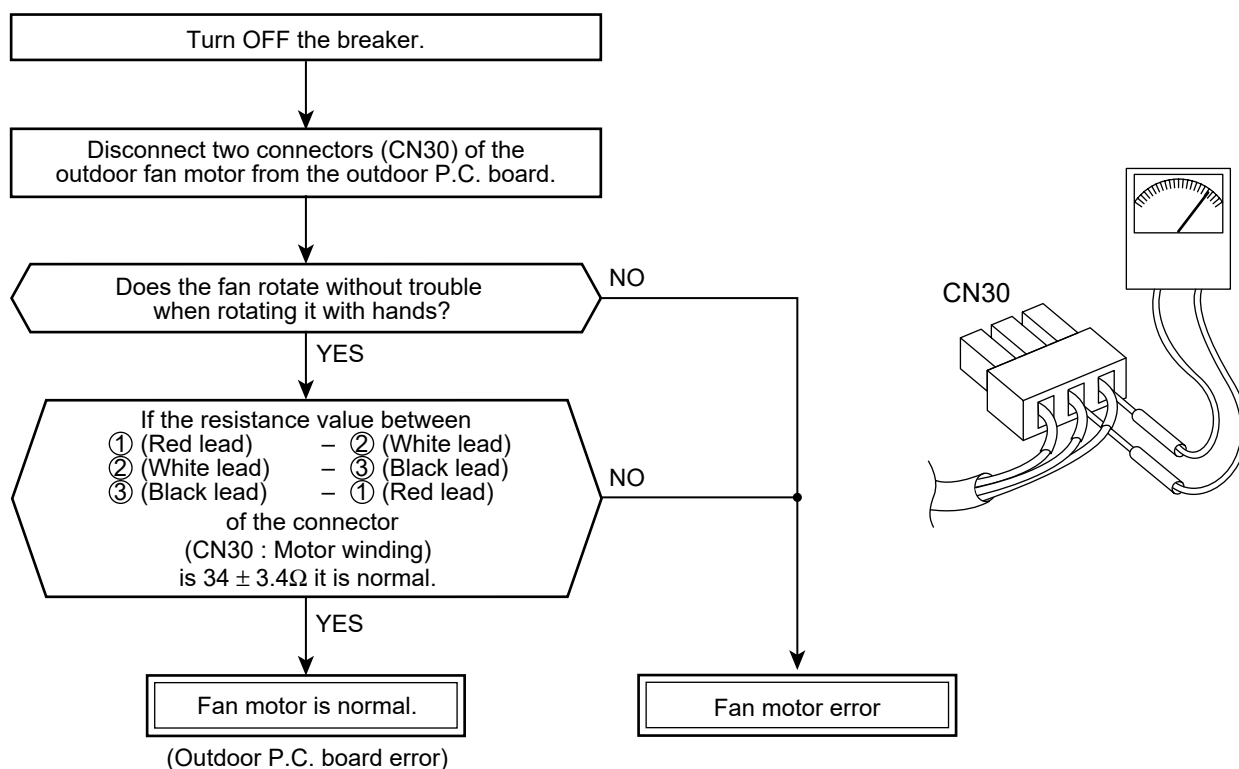 Turn OFF the breaker.
Disconnect two connectors (CN30) of the
outdoor fan motor from the outdoor P.C. board.
Does the fan rotate without trouble
when rotating it with hands?
NO
YES
If the resistance value between
① (Red lead) – ② (White lead)
② (White lead) – ③ (Black lead)
③ (Black lead) – ① (Red lead)
of the connector
(CN30 : Motor winding)
is 34 ± 3.4Ω it is normal.
NO
YES
Fan motor is normal.
(Outdoor P.C. board error)
Fan motor error
CN30